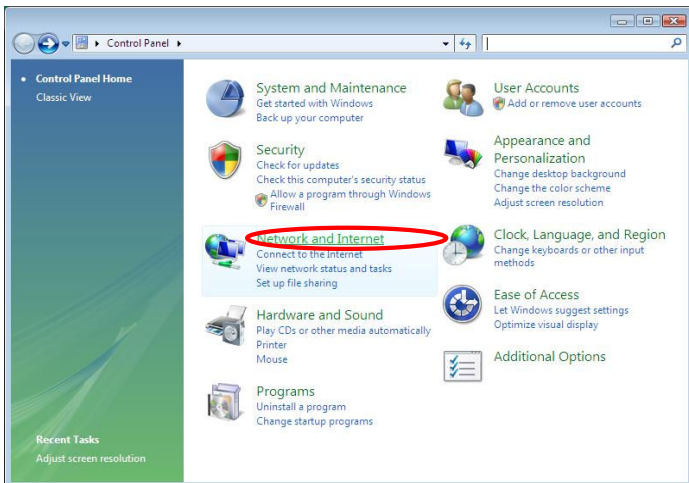 Control Panel
Control Panel Home
Classic View
Recent Tasks
Adjust screen resolution
System and Maintenance
Get started with Windows
Back up your computer
Security
Check for updates
Check this computer's security status
Allow a program through Windows
Firewall
Network and Internet
Connect to the Internet
View network status and tasks
Set up file sharing
Hardware and Sound
Play CDs or other media automatically
Printer
Mouse
Programs
Uninstall a program
Change startup programs
User Accounts
Add or remove user accounts
Appearance and
Personalization
Change desktop background
Change the color scheme
Adjust screen resolution
Clock, Language, and Region
Change keyboards or other input
methods
Ease of Access
Let Windows suggest settings
Optimize visual display
Additional Options